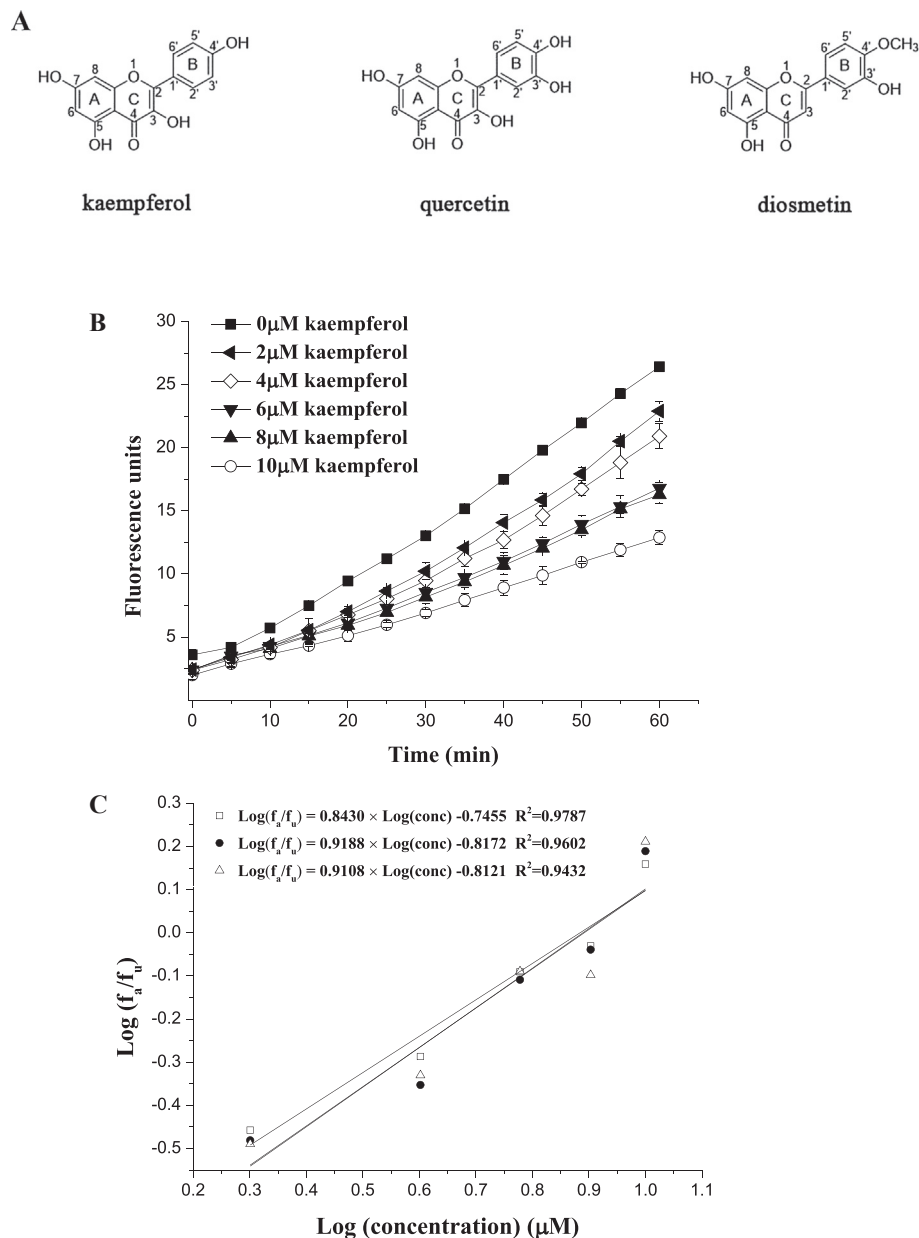 A
kaempferol
HO 7 8 O 1 2 1' 6' 5' 4' OH B 3' 2' A C 6 5 4 3 OH OH O
quercetin
HO 7 8 O 1 2 1' 6' 5' 4' OH B 3' OH 2' A C 6 5 4 3 OH OH O
diosmetin
HO 7 8 O 1 2 1' 6' 5' 4' OCH₃ B 3' OH 2' A C 6 5 4 3 OH O
B
0μM kaempferol
2μM kaempferol
4μM kaempferol
6μM kaempferol
8μM kaempferol
10μM kaempferol
Fluorescence units
30
25
20
15
10
5
0 10 20 30 40 50 60
Time (min)
C
Log(fₐ/fᵤ) = 0.8430 × Log(conc) -0.7455 R²=0.9787
Log(fₐ/fᵤ) = 0.9188 × Log(conc) -0.8172 R²=0.9602
Log(fₐ/fᵤ) = 0.9108 × Log(conc) -0.8121 R²=0.9432
Log (fₐ/fᵤ)
0.3
0.2
0.1
0.0
-0.1
-0.2
-0.3
-0.4
-0.5
0.2 0.3 0.4 0.5 0.6 0.7 0.8 0.9 1.0 1.1
Log (concentration) (μM)